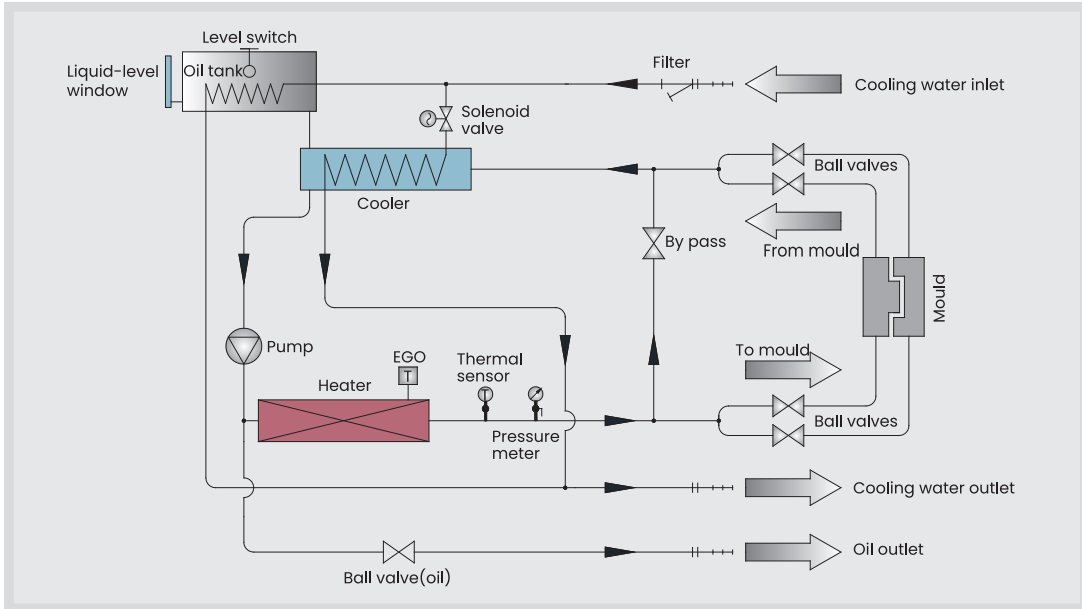 Level switch
Oil tank
Liquid-level
window
Filter
Cooling water inlet
Solenoid
valve
Ball valves
Cooler
From mould
By pass
Mould
Pump
EGO
T
Thermal
sensor
T
To mould
Heater
Pressure
meter
Ball valves
Cooling water outlet
Oil outlet
Ball valve(oil)